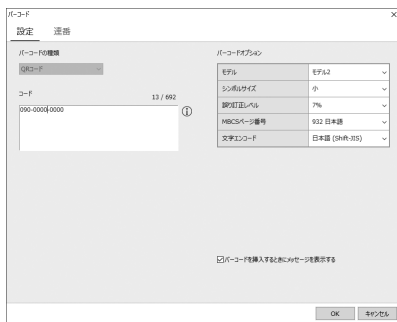 バーコード
設定 連番
バーコードの種類
QRコード
コード 13 / 692
090-0000-0000
バーコードオプション
モデル モデル2
シンボルサイズ 小
誤り訂正レベル 7%
MBCSページ番号 932 日本語
文字エンコード 日本語 (Shift-JIS)
バーコードを挿入するときにメッセージを表示する
OK キャンセル